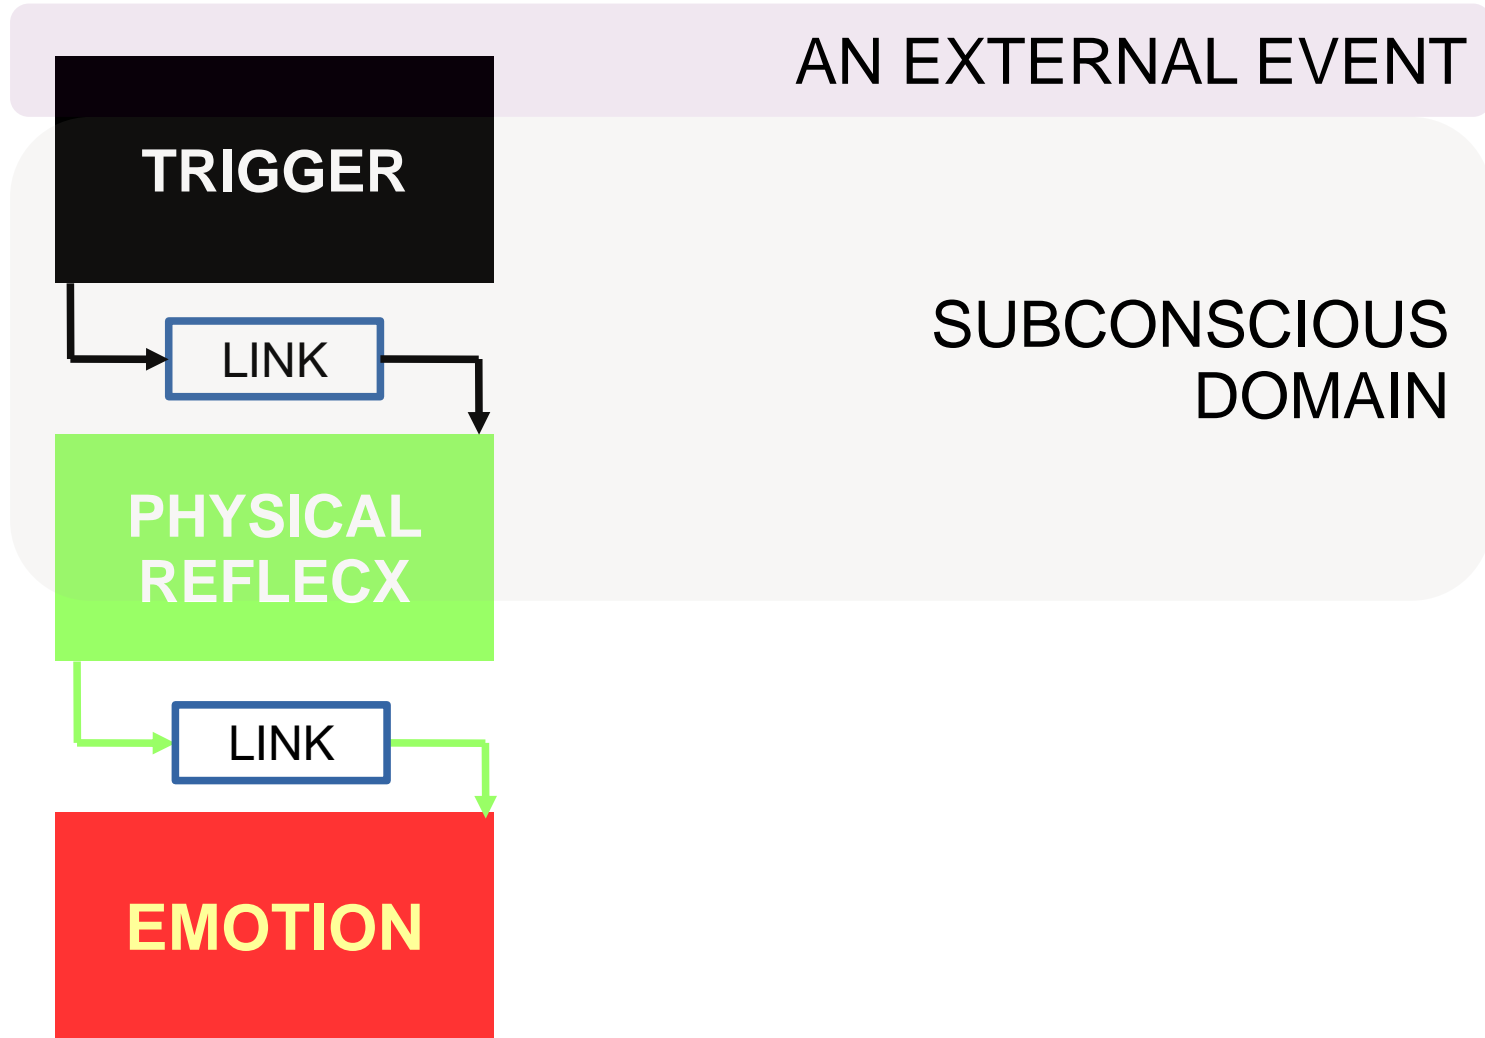 AN EXTERNAL EVENT
TRIGGER
SUBCONSCIOUS
DOMAIN
LINK
PHYSICAL
REFLECX
LINK
EMOTION